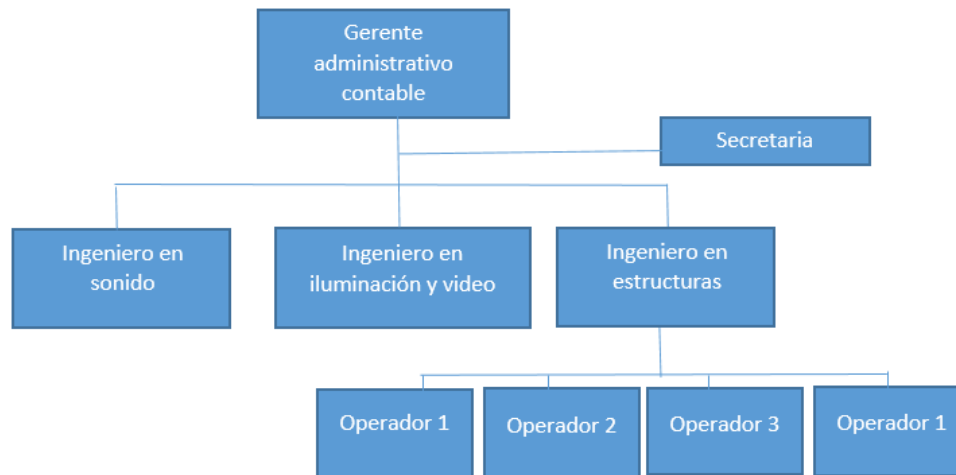 Gerente
administrativo
contable
Secretaria
Ingeniero en
sonido
Ingeniero en
iluminación y video
Ingeniero en
estructuras
Operador 1
Operador 2
Operador 3
Operador 1